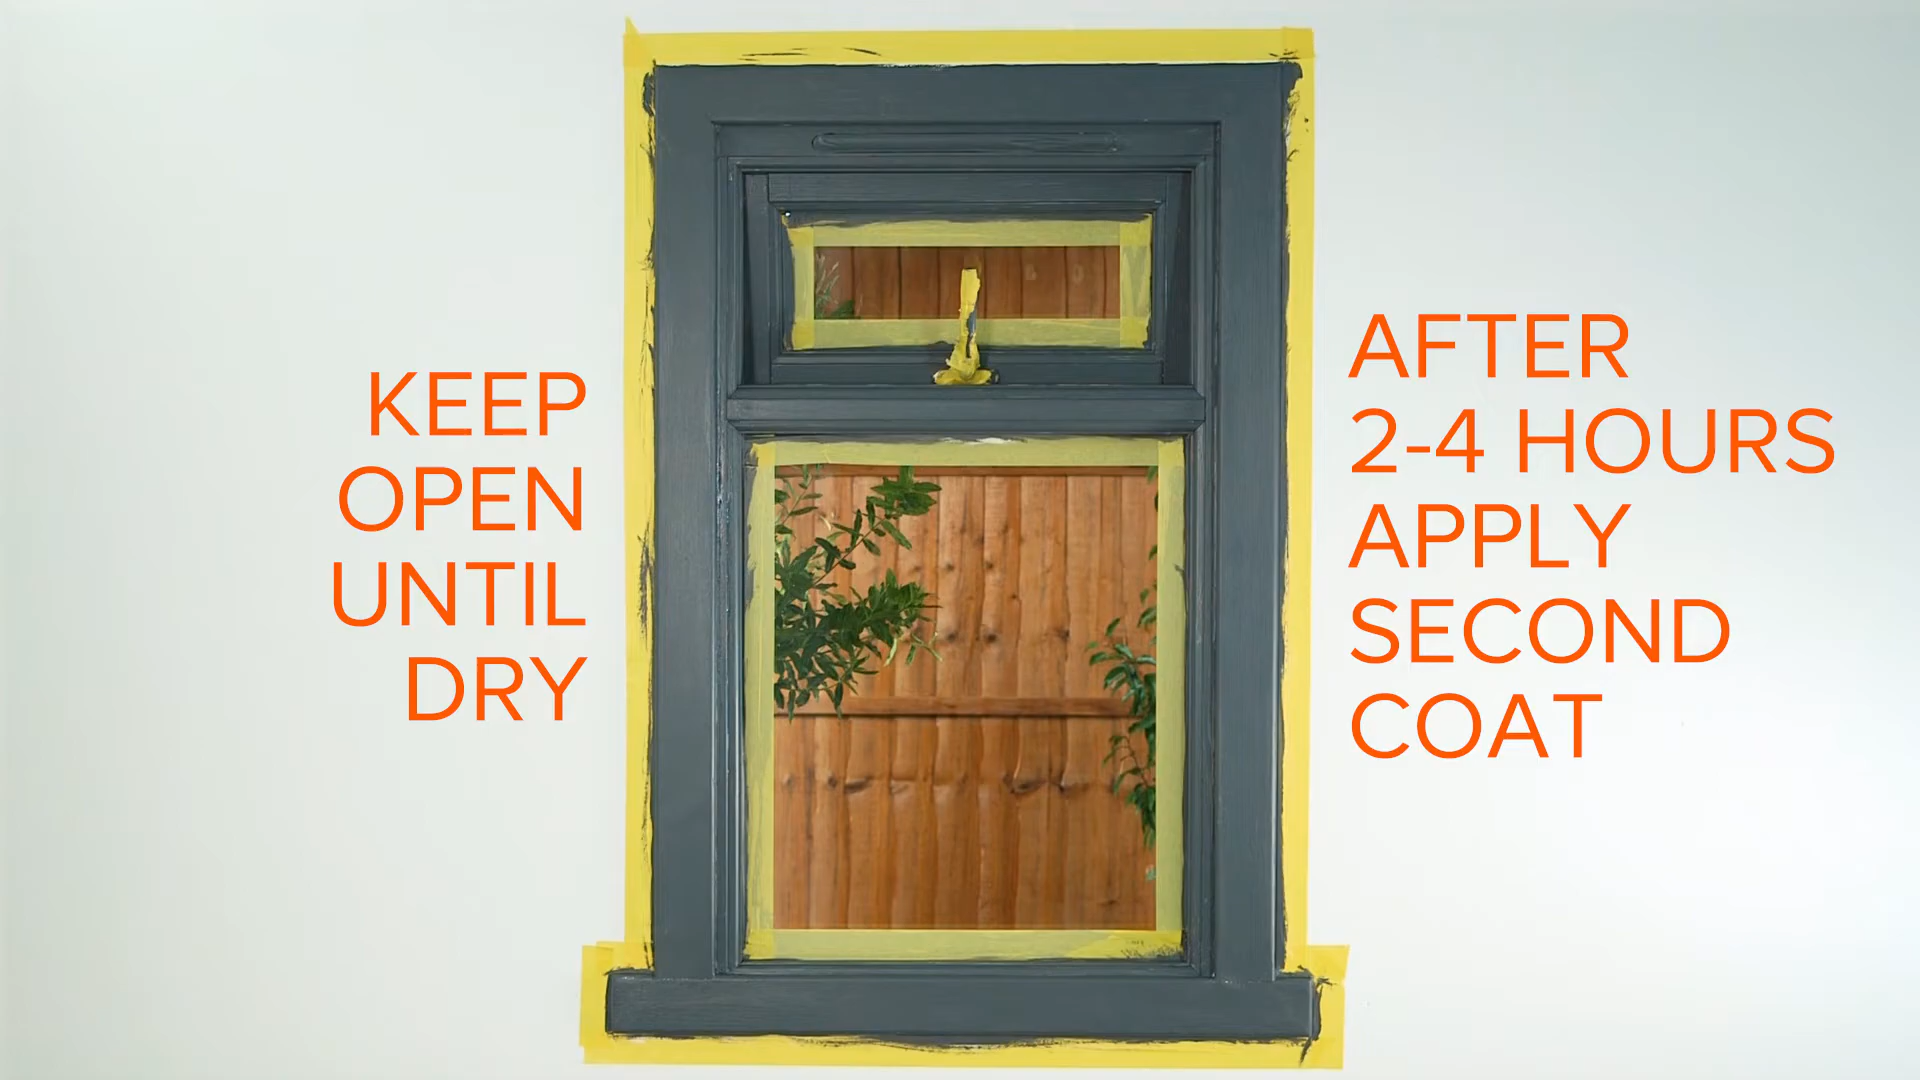 KEEP
OPEN
UNTIL
DRY
AFTER
2-4 HOURS
APPLY
SECOND
COAT